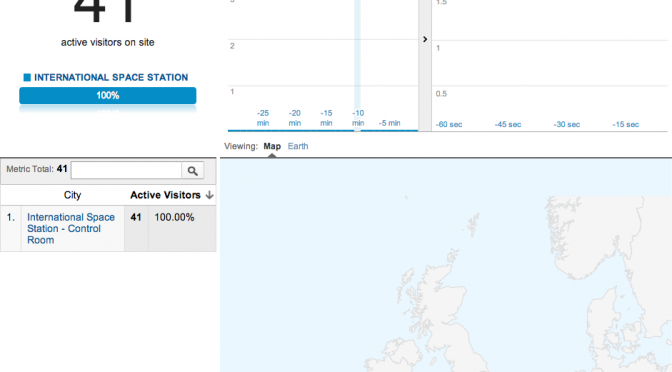 41
active visitors on site
INTERNATIONAL SPACE STATION
100%
3
2
1
-25 min
-20 min
-15 min
-10 min
-5 min
1.5
1
0.5
-60 sec
-45 sec
-30 sec
-15 sec
Viewing: Map Earth
Metric Total: 41
City Active Visitors
1. International Space Station - Control Room 41 100.00%